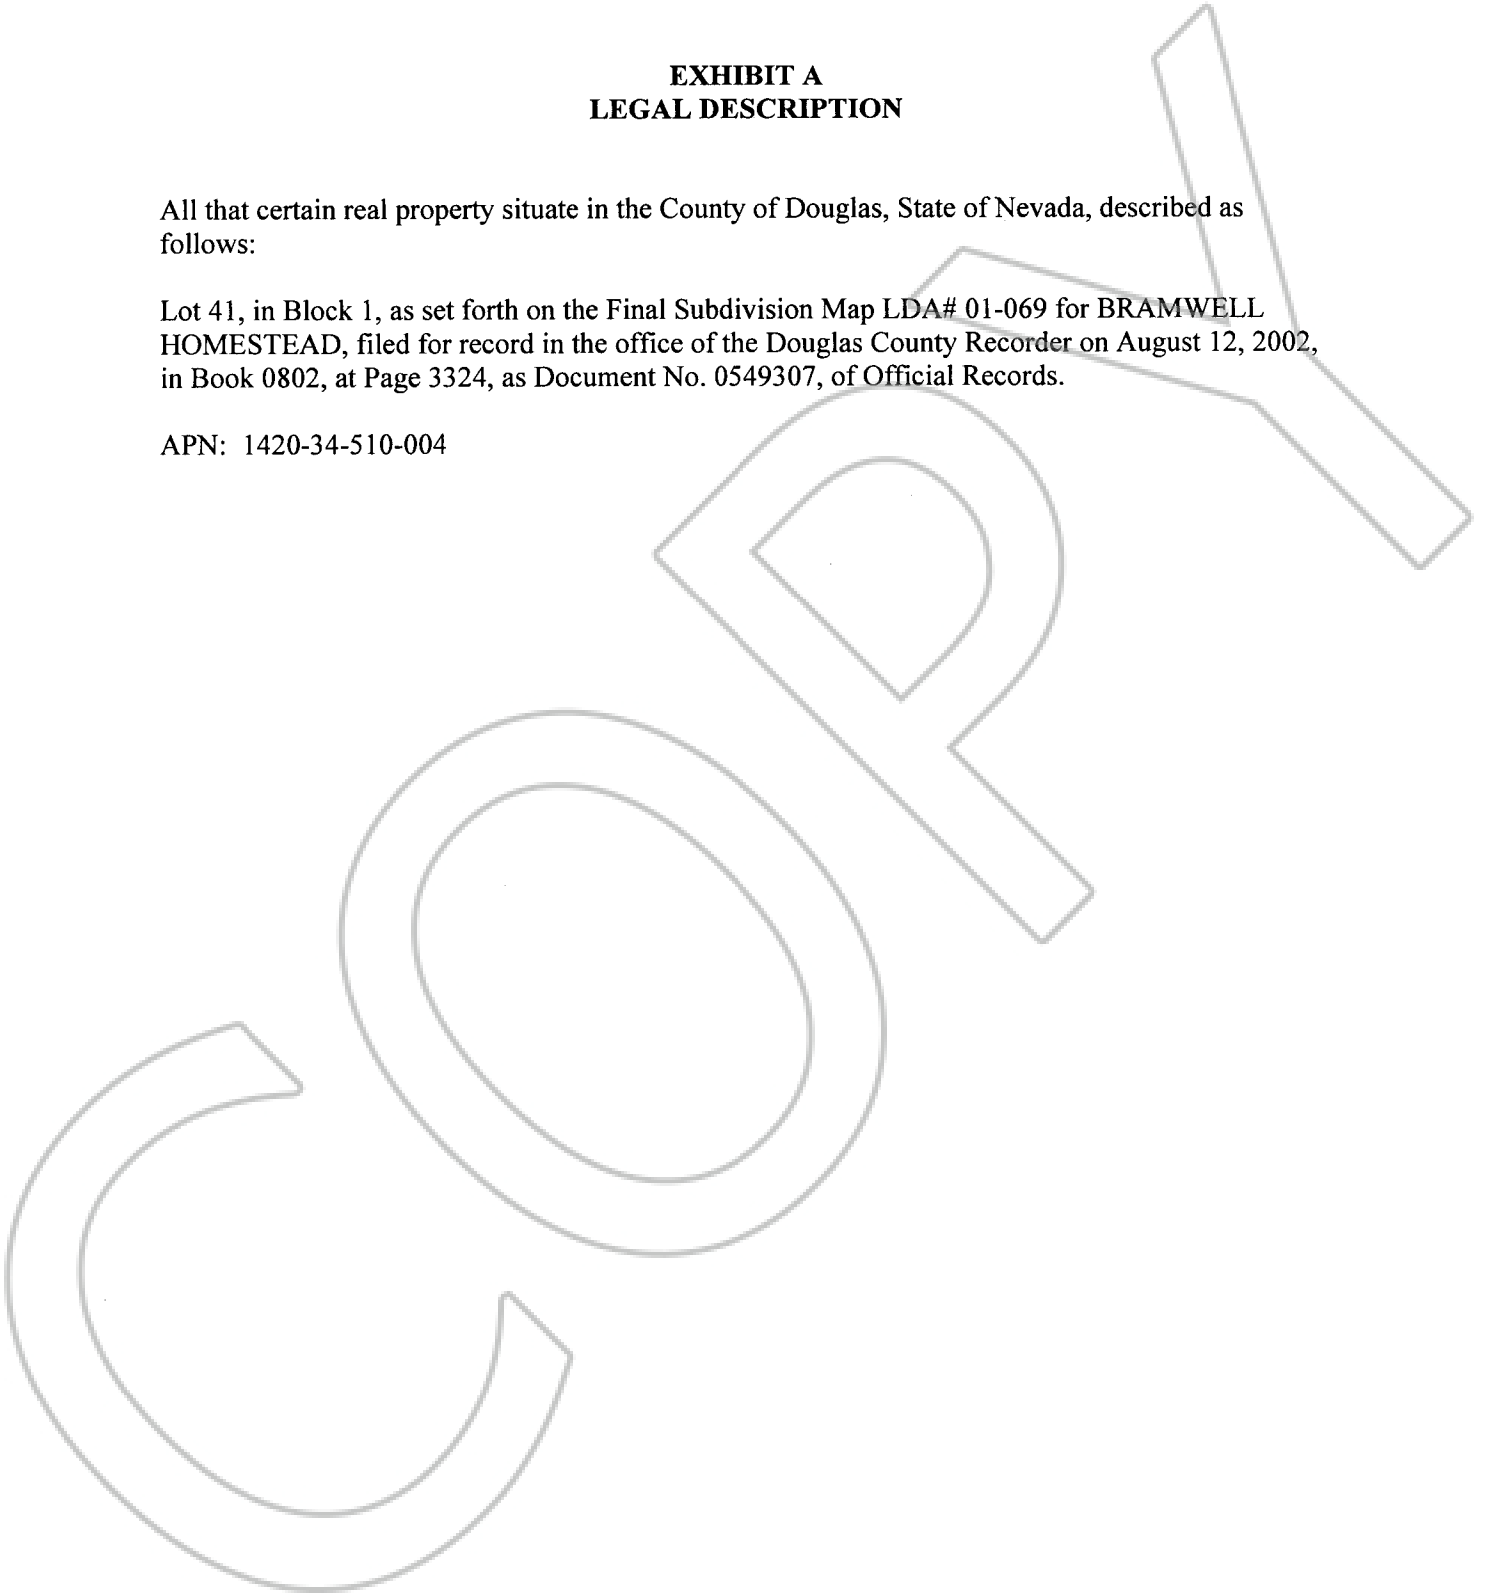 EXHIBIT A
LEGAL DESCRIPTION
All that certain real property situate in the County of Douglas, State of Nevada, described as
follows:
Lot 41, in Block 1, as set forth on the Final Subdivision Map LDA# 01-069 for BRAMWELL
HOMESTEAD, filed for record in the office of the Douglas County Recorder on August 12, 2002,
in Book 0802, at Page 3324, as Document No. 0549307, of Official Records.
APN: 1420-34-510-004
COPY